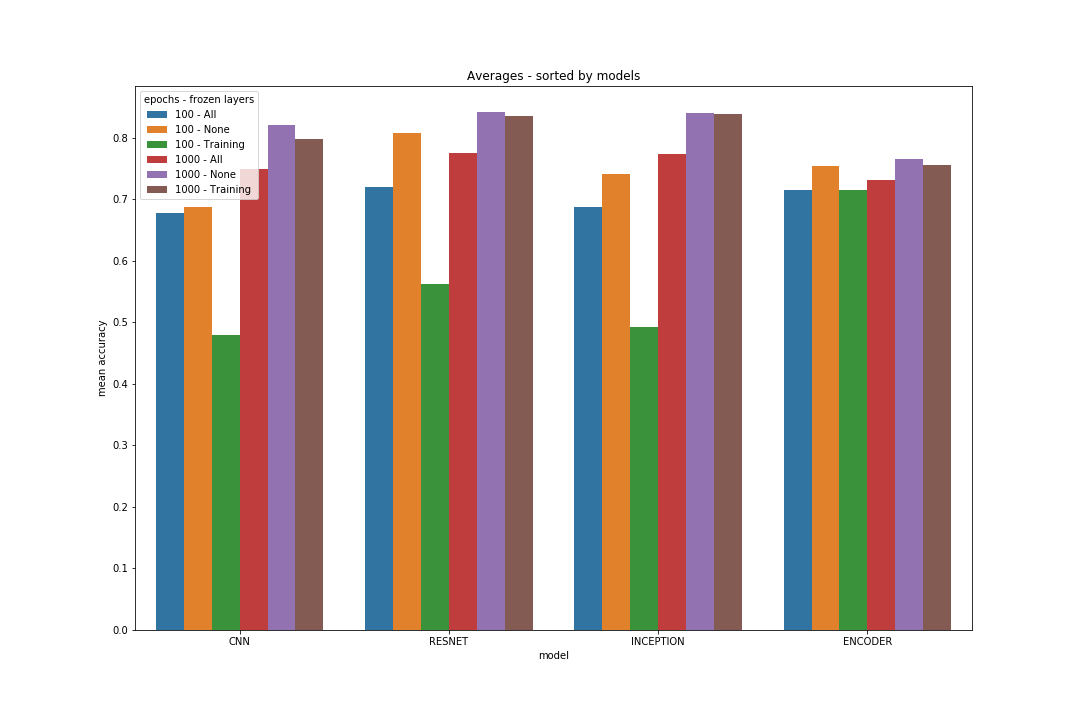 Averages - sorted by models
epochs - frozen layers
100 - All
100 - None
100 - Training
1000 - All
1000 - None
1000 - Training
mean accuracy
0.8
0.7
0.6
0.5
0.4
0.3
0.2
0.1
0.0
CNN
RESNET
INCEPTION
ENCODER
model